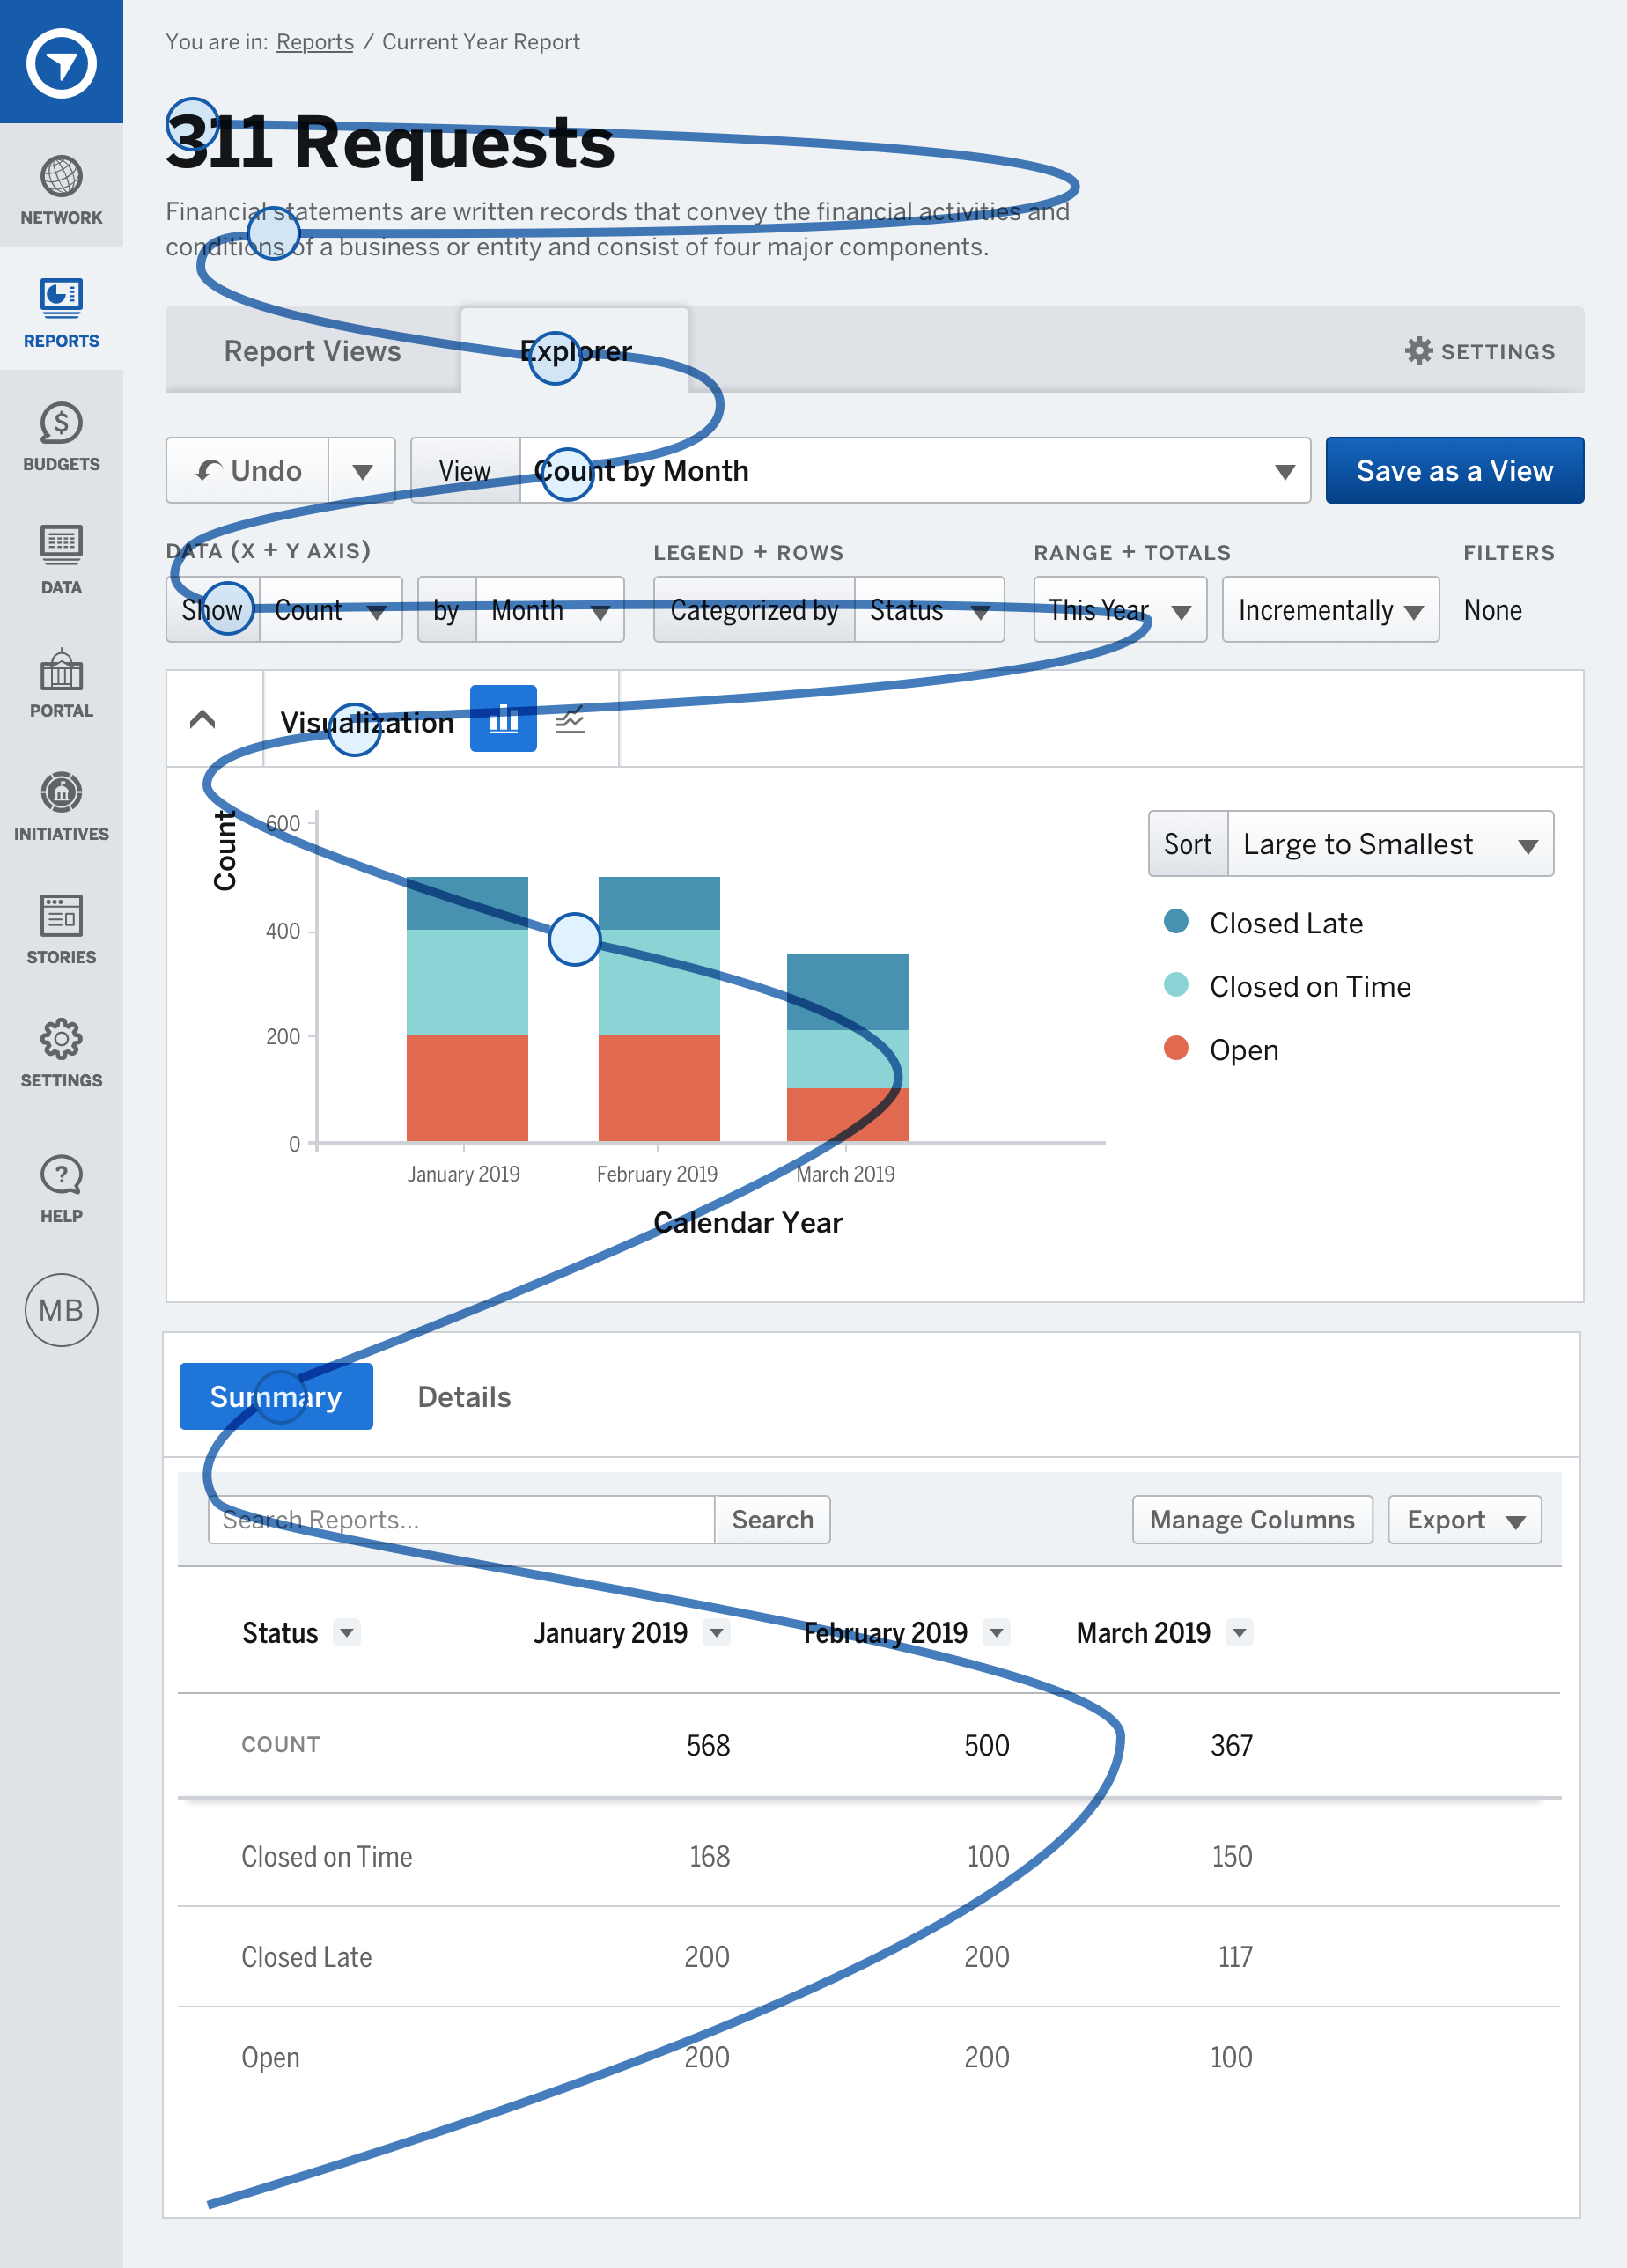 You are in: Reports / Current Year Report
311 Requests
Financial statements are written records that convey the financial activities and
conditions of a business or entity and consist of four major components.
NETWORK
REPORTS
BUDGETS
DATA
PORTAL
INITIATIVES
STORIES
SETTINGS
HELP
MB
Report Views Explorer SETTINGS
Undo View Count by Month Save as a View
DATA (X + Y AXIS) LEGEND + ROWS RANGE + TOTALS FILTERS
Show Count by Month Categorized by Status This Year Incrementally None
Visualization
Count
600
400
200
0
January 2019 February 2019 March 2019
Calendar Year
Sort Large to Smallest
Closed Late
Closed on Time
Open
Summary Details
Search Reports... Search Manage Columns Export
Status January 2019 February 2019 March 2019
COUNT 568 500 367
Closed on Time 168 100 150
Closed Late 200 200 117
Open 200 200 100